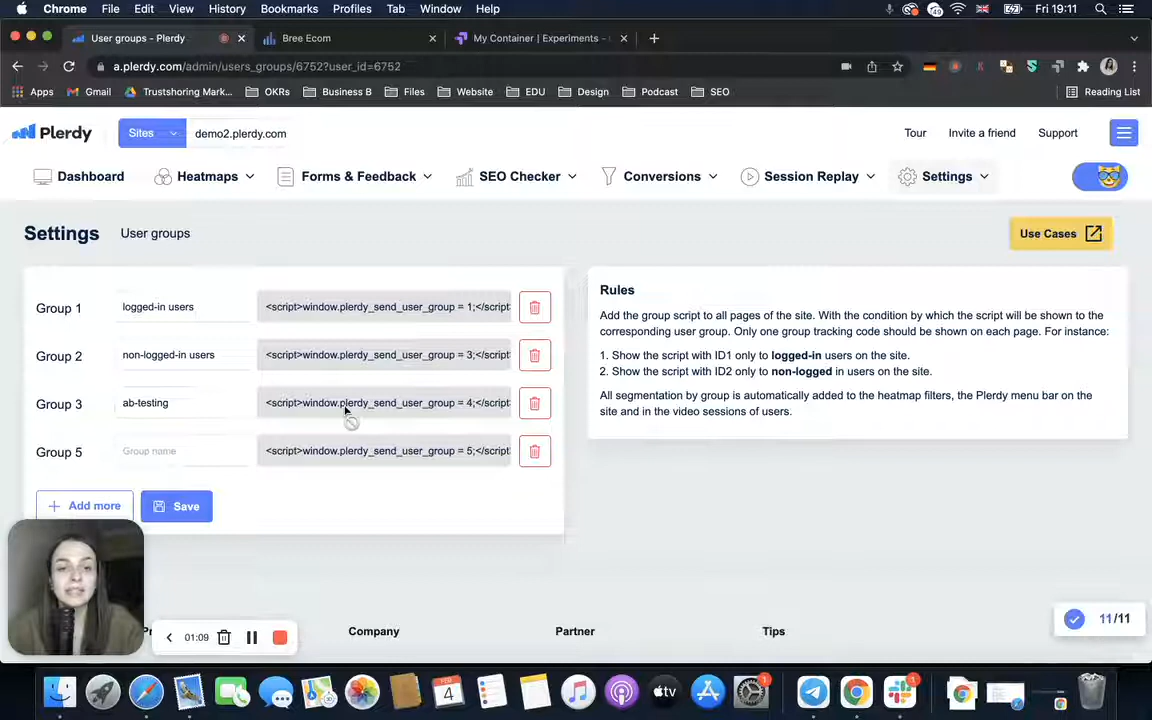 Chrome File Edit View History Bookmarks Profiles Tab Window Help Fri 19:11
User groups - Plerdy Bree Ecom My Container | Experiments -
a.plerdy.com/admin/users_groups/6752?user_id=6752
Apps Gmail Trustshoring Mark... OKRs Business B Files Website EDU Design Podcast SEO Reading List
Plerdy Sites demo2.plerdy.com Tour Invite a friend Support
Dashboard Heatmaps Forms & Feedback SEO Checker Conversions Session Replay Settings
Settings User groups Use Cases
Group 1 logged-in users <script>window.plerdy_send_user_group = 1;</script
Group 2 non-logged-in users <script>window.plerdy_send_user_group = 3;</script
Group 3 ab-testing <script>window.plerdy_send_user_group = 4;</script
Group 5 Group name <script>window.plerdy_send_user_group = 5;</script
Add more Save
Rules
Add the group script to all pages of the site. With the condition by which the script will be shown to the
corresponding user group. Only one group tracking code should be shown on each page. For instance:
1. Show the script with ID1 only to logged-in users on the site.
2. Show the script with ID2 only to non-logged in users on the site.
All segmentation by group is automatically added to the heatmap filters, the Plerdy menu bar on the
site and in the video sessions of users.
11/11
Company Partner Tips
01:09
FEB
4
tv
1
1